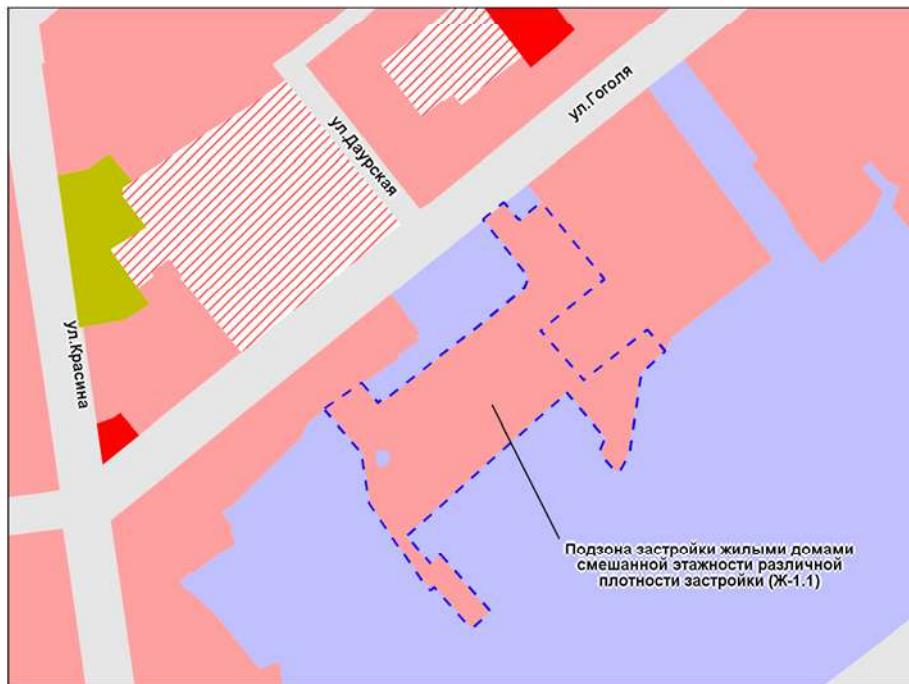 ул.Гоголя
ул.Даурская
ул.Красина
Подзона застройки жилыми домами
смешанной этажности различной
плотности застройки (Ж-1.1)